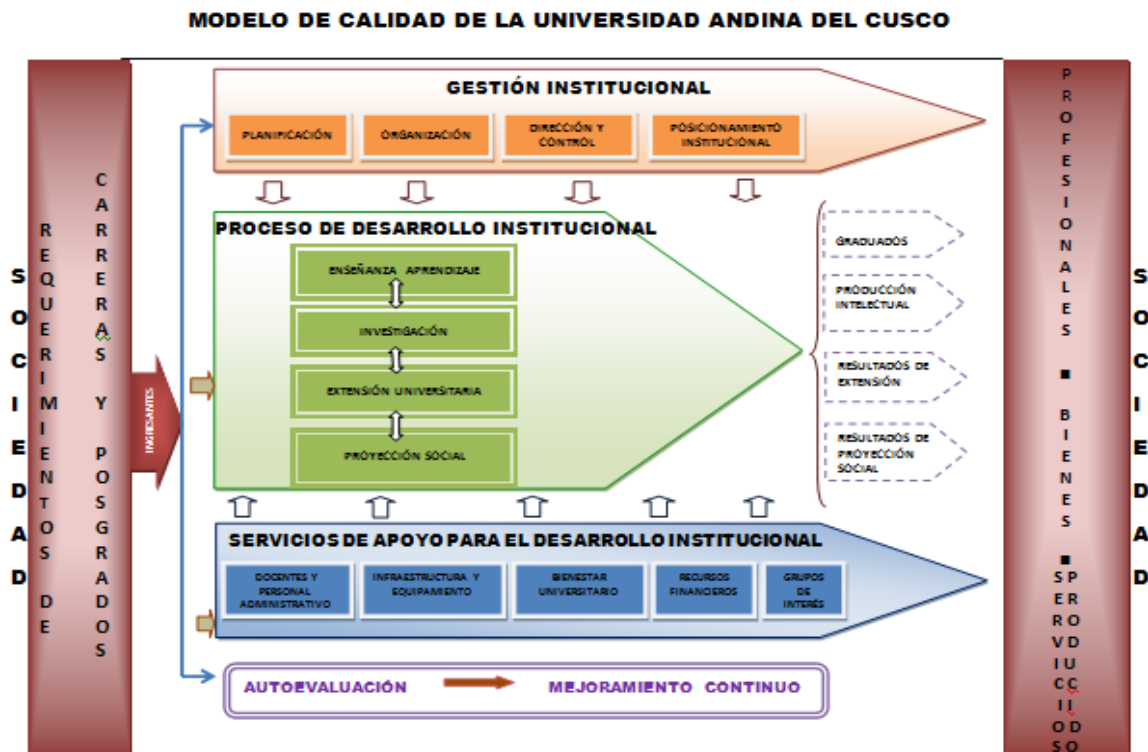 MODELO DE CALIDAD DE LA UNIVERSIDAD ANDINA DEL CUSCO
SOCIEDAD
REQUERIMIENTOS DE
CARRERAS Y POSGRADOS
INGRESANTES
GESTIÓN INSTITUCIONAL
PLANIFICACIÓN
ORGANIZACIÓN
DIRECCIÓN Y
CONTROL
POSICIONAMIENTO
INSTITUCIONAL
PROCESO DE DESARROLLO INSTITUCIONAL
ENSEÑANZA APRENDIZAJE
INVESTIGACIÓN
EXTENSIÓN UNIVERSITARIA
PROYECCIÓN SOCIAL
GRADUADOS
PRODUCCIÓN
INTELECTUAL
RESULTADOS DE
EXTENSIÓN
RESULTADOS DE
PROYECCIÓN
SOCIAL
SERVICIOS DE APOYO PARA EL DESARROLLO INSTITUCIONAL
DOCENTES Y
PERSONAL
ADMINISTRATIVO
INFRAESTRUCTURA Y
EQUIPAMIENTO
BIENESTAR
UNIVERSITARIO
RECURSOS
FINANCIEROS
GRUPOS
DE
INTERÉS
AUTOEVALUACIÓN
MEJORAMIENTO CONTINUO
PROFESIONALES ■ BIENES ■
SERVICIOS
PRODUCIDO
SOCIEDAD